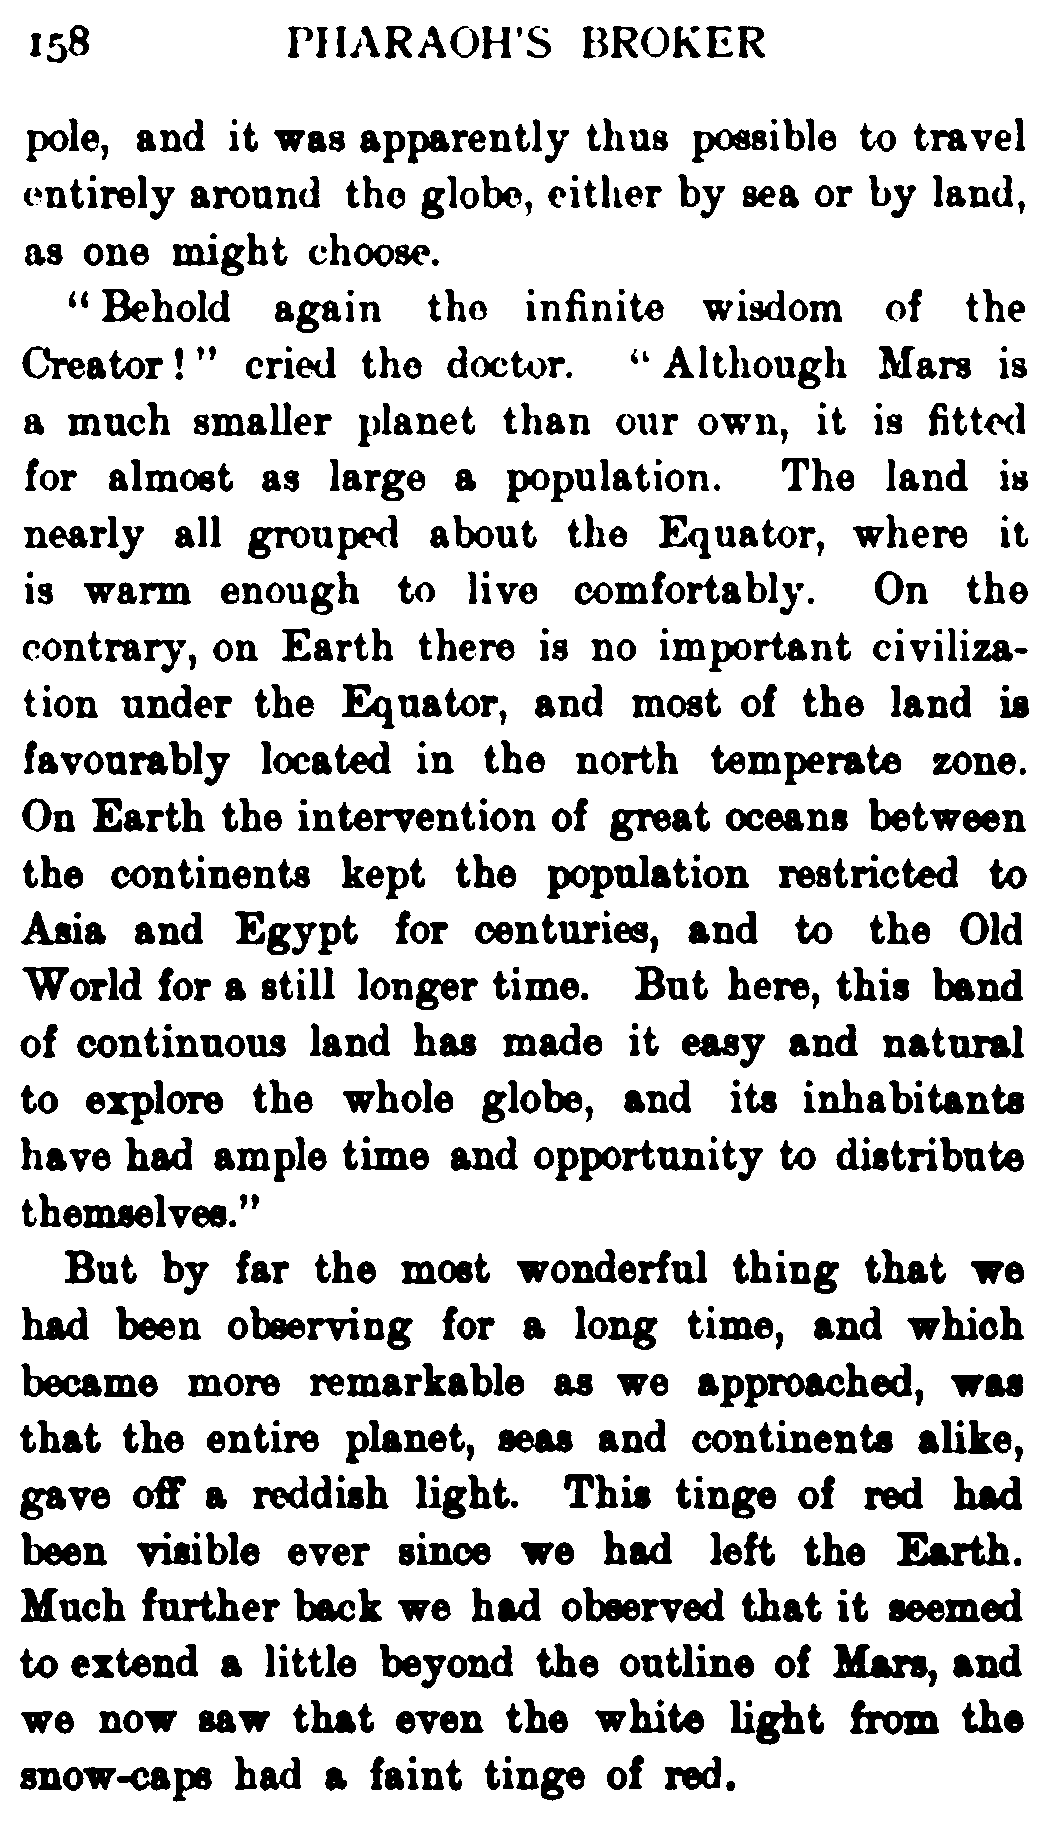 158 PHARAOH'S BROKER
pole, and it was apparently thus possible to travel
entirely around the globe, either by sea or by land,
as one might choose.
“Behold again the infinite wisdom of the
Creator!” cried the doctor. “Although Mars is
a much smaller planet than our own, it is fitted
for almost as large a population. The land is
nearly all grouped about the Equator, where it
is warm enough to live comfortably. On the
contrary, on Earth there is no important civiliza-
tion under the Equator, and most of the land is
favourably located in the north temperate zone.
On Earth the intervention of great oceans between
the continents kept the population restricted to
Asia and Egypt for centuries, and to the Old
World for a still longer time. But here, this band
of continuous land has made it easy and natural
to explore the whole globe, and its inhabitants
have had ample time and opportunity to distribute
themselves.”
But by far the most wonderful thing that we
had been observing for a long time, and which
became more remarkable as we approached, was
that the entire planet, seas and continents alike,
gave off a reddish light. This tinge of red had
been visible ever since we had left the Earth.
Much further back we had observed that it seemed
to extend a little beyond the outline of Mars, and
we now saw that even the white light from the
snow-caps had a faint tinge of red.